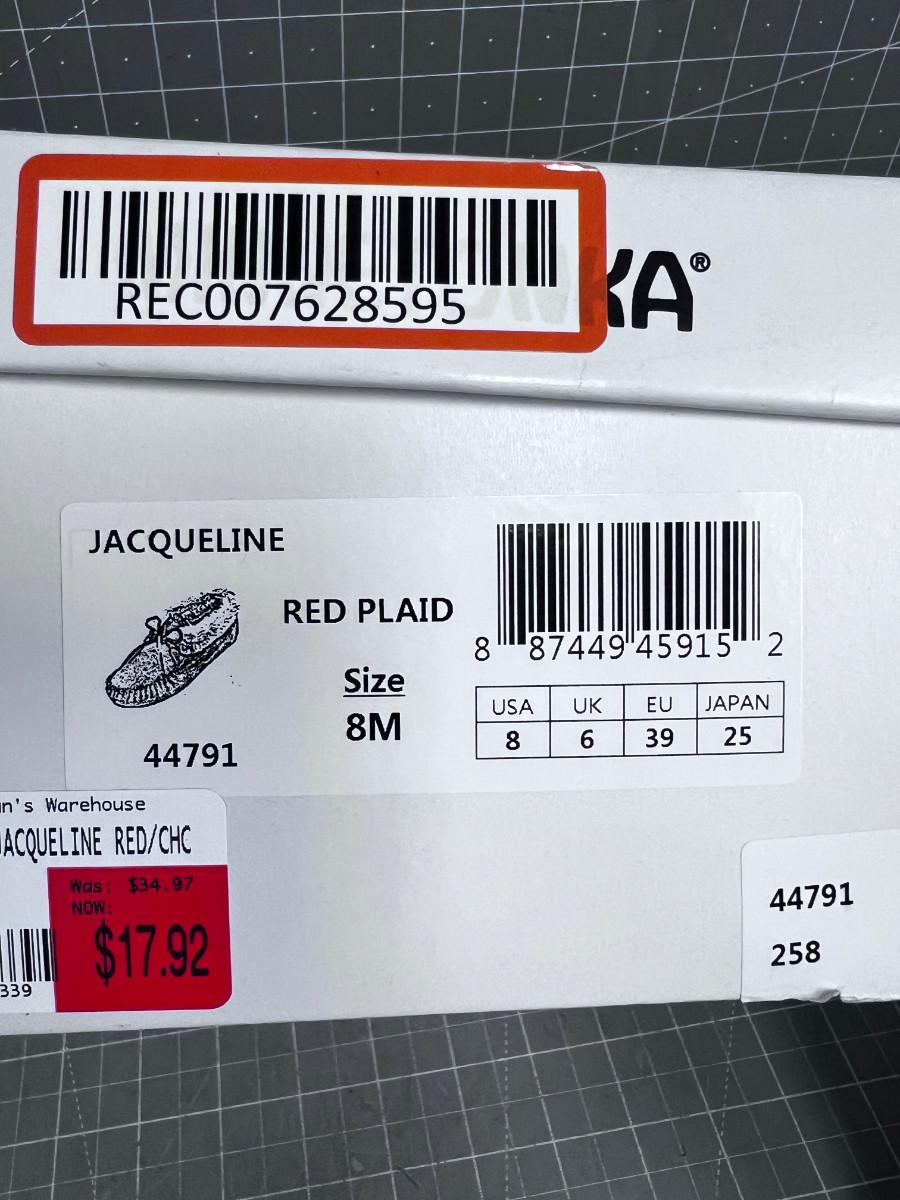 REC007628595
KA®
JACQUELINE
RED PLAID
Size
8M
44791
8 87449 45915 2
USA UK EU JAPAN
8 6 39 25
n's Warehouse
JACQUELINE RED/CHC
Was: $34.97
NOW:
$17.92
339
44791
258